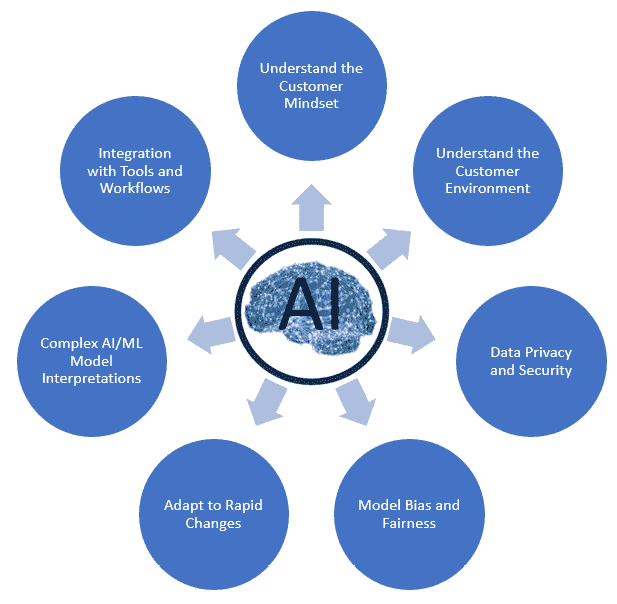 Understand the
Customer
Mindset
Understand the
Customer
Environment
Data Privacy
and Security
Model Bias and
Fairness
Adapt to Rapid
Changes
Complex AI/ML
Model
Interpretations
Integration
with Tools and
Workflows
AI